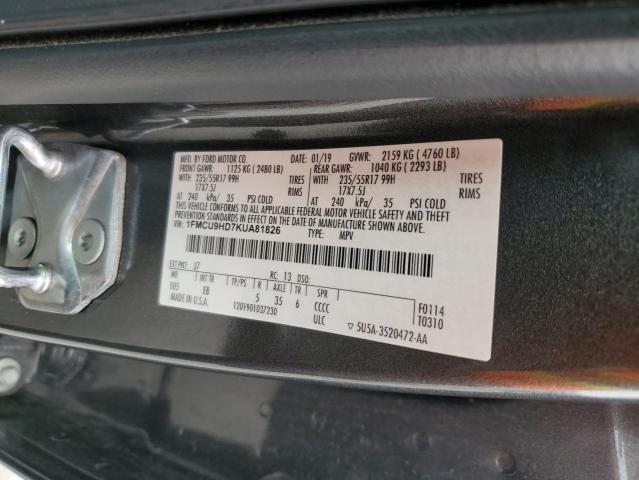 MFD. BY FORD MOTOR CO. DATE: 01/19 GVWR: 2159 KG ( 4760 LB)
FRONT GAWR: 1125 KG ( 2480 LB) REAR GAWR: 1040 KG ( 2293 LB)
235/55R17 99H TIRES 235/55R17 99H TIRES
17X7.5J RIMS 17X7.5J RIMS
AT 240 kPa/ 35 PSI COLD AT 240 kPa/ 35 PSI COLD
THIS VEHICLE CONFORMS TO ALL APPLICABLE FEDERAL MOTOR VEHICLE SAFETY AND THEFT
PREVENTION STANDARDS IN EFFECT ON THE DATE OF MANUFACTURE SHOWN ABOVE.
VIN: 1FMCU9HD7KUA81826 TYPE: MPV
EXT PNT: J7 RC: 13 DSO:
WB INT TR TP/PS R AXLE TR SPR
105 EB 5 35 6 CCCC F0114
MADE IN U.S.A. ULC T0310
120190103​7230 ▽ 5U5A-3520472-AA